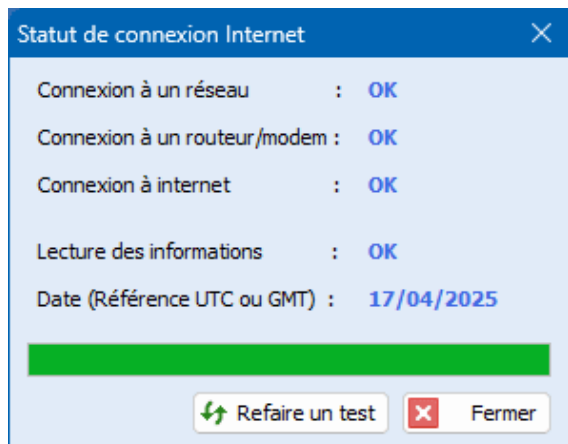 Statut de connexion Internet
Connexion à un réseau : OK
Connexion à un routeur/modem : OK
Connexion à internet : OK
Lecture des informations : OK
Date (Référence UTC ou GMT) : 17/04/2025
Refaire un test Fermer